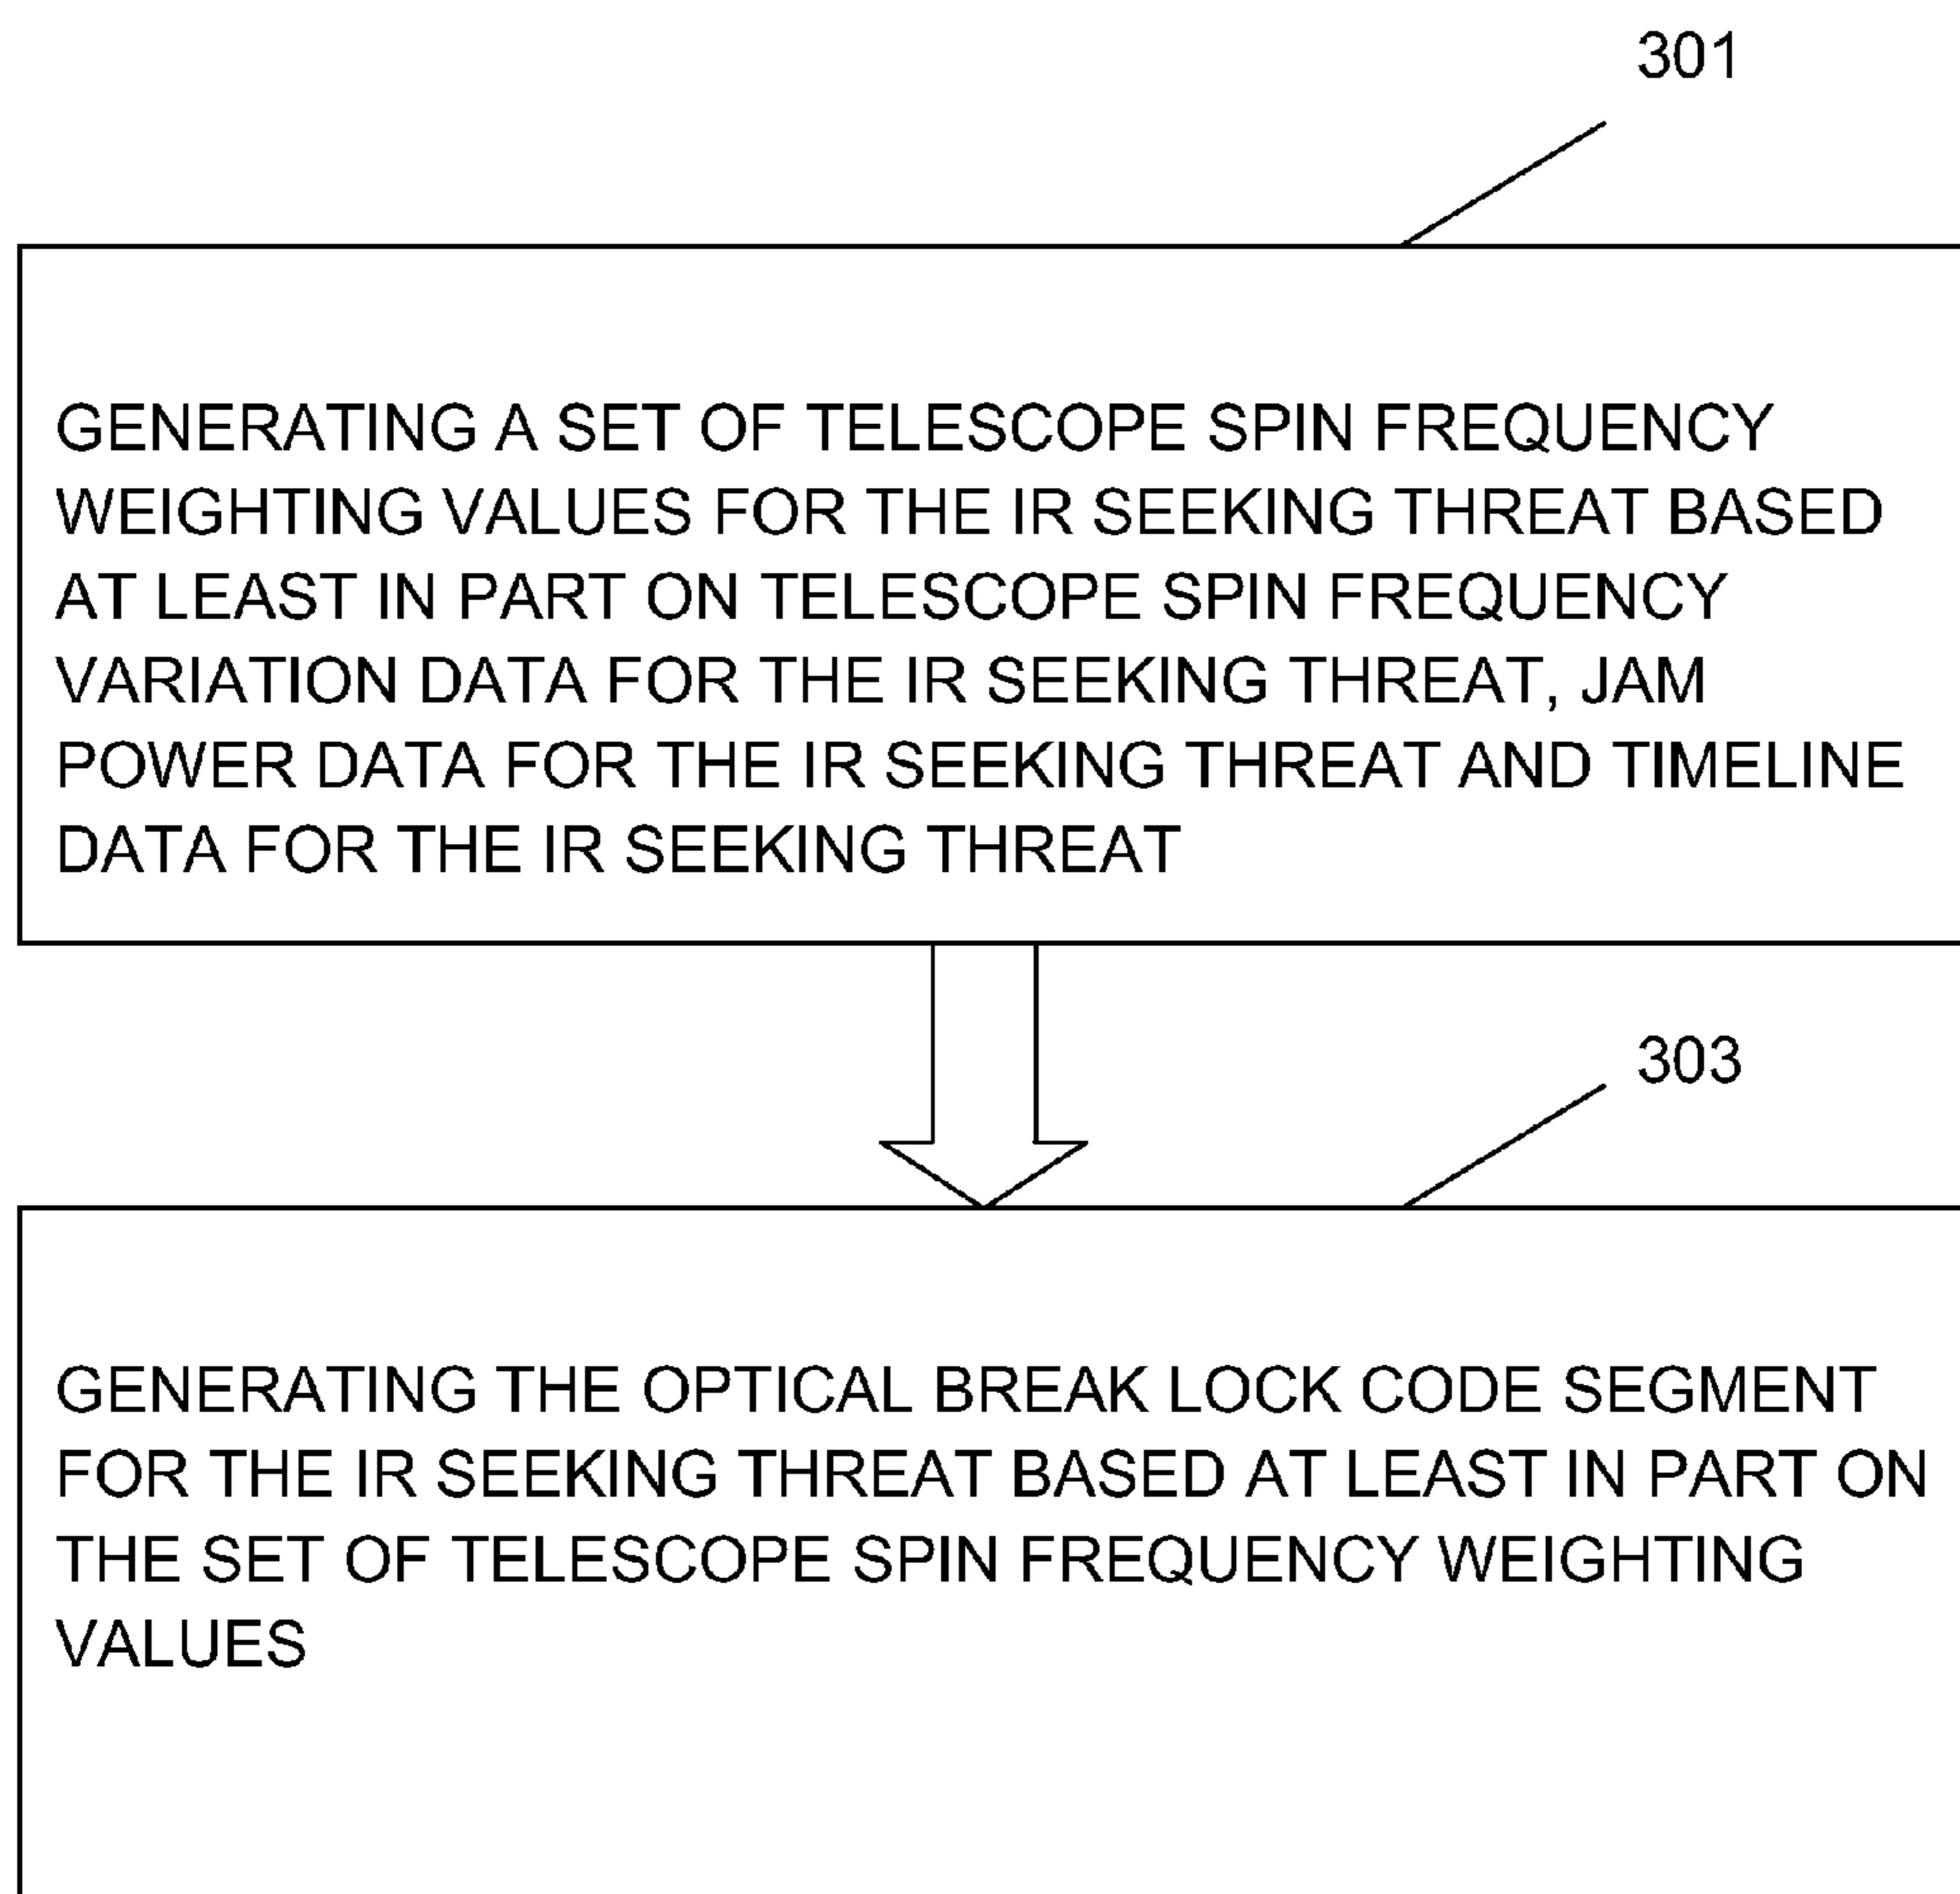 301
GENERATING A SET OF TELESCOPE SPIN FREQUENCY
WEIGHTING VALUES FOR THE IR SEEKING THREAT BASED
AT LEAST IN PART ON TELESCOPE SPIN FREQUENCY
VARIATION DATA FOR THE IR SEEKING THREAT, JAM
POWER DATA FOR THE IR SEEKING THREAT AND TIMELINE
DATA FOR THE IR SEEKING THREAT
303
GENERATING THE OPTICAL BREAK LOCK CODE SEGMENT
FOR THE IR SEEKING THREAT BASED AT LEAST IN PART ON
THE SET OF TELESCOPE SPIN FREQUENCY WEIGHTING
VALUES